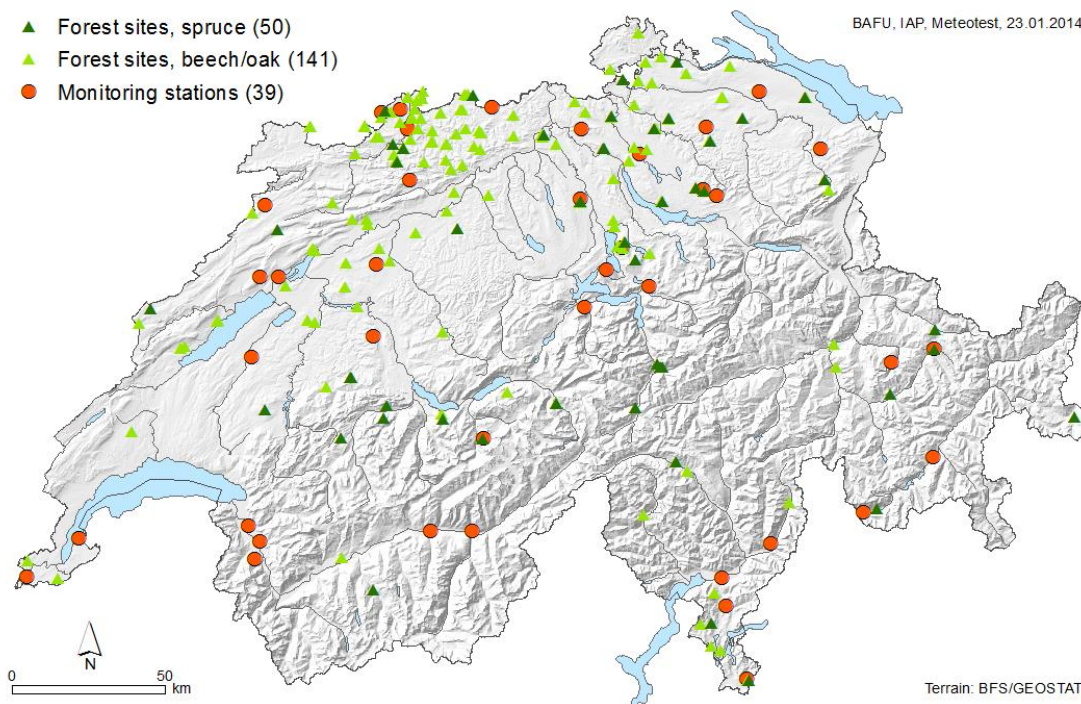 Forest sites, spruce (50)
BAFU, IAP, Meteotest, 23.01.2014
Forest sites, beech/oak (141)
Monitoring stations (39)
N
0 50
km
Terrain: BFS/GEOSTAT